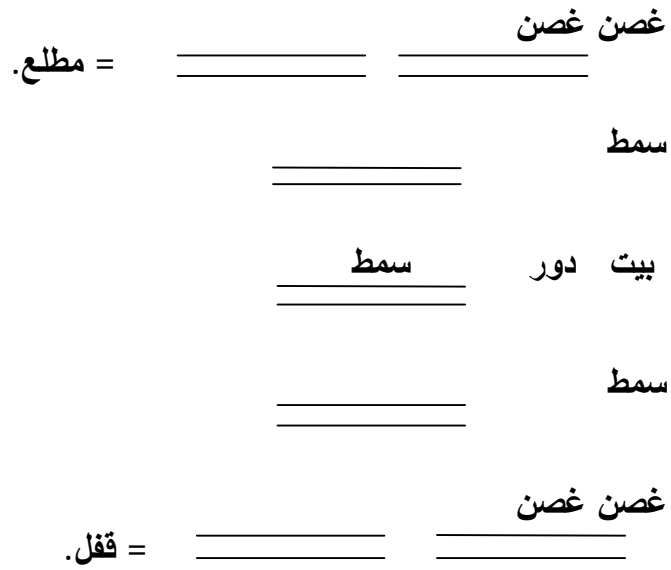 غصن غصن
= مطلع.
سمط
بيت دور سمط
سمط
غصن غصن
= قفل.